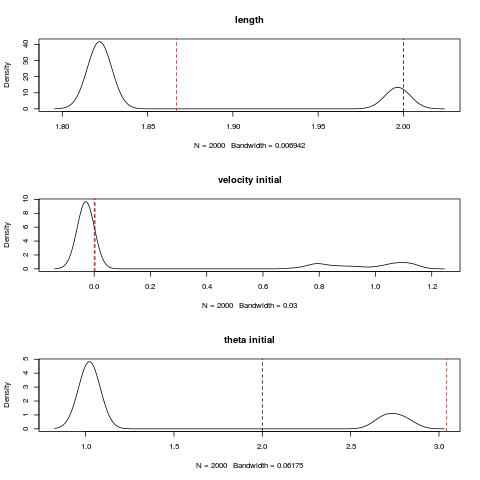 length
Density
0 10 20 30 40
1.80 1.85 1.90 1.95 2.00
N = 2000 Bandwidth = 0.006942
velocity initial
Density
0 2 4 6 8 10
0.0 0.2 0.4 0.6 0.8 1.0 1.2
N = 2000 Bandwidth = 0.03
theta initial
Density
0 1 2 3 4 5
1.0 1.5 2.0 2.5 3.0
N = 2000 Bandwidth = 0.06175